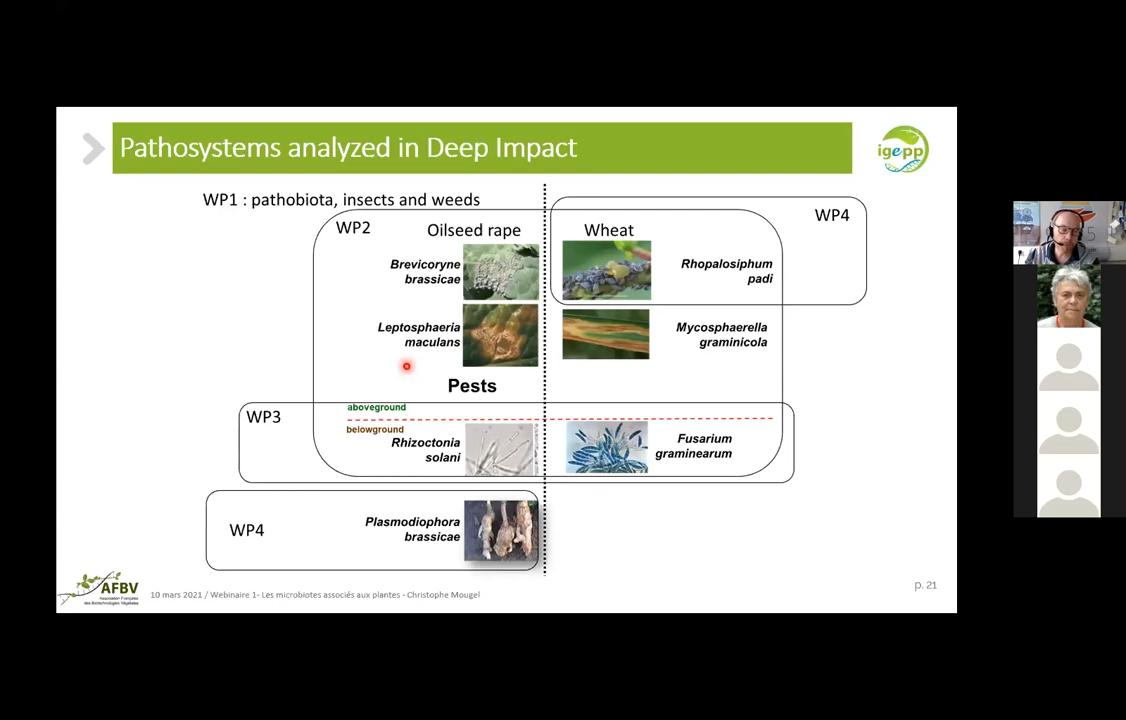 Pathosystems analyzed in Deep Impact
igepp
WP1 : pathobiota, insects and weeds
WP2
Oilseed rape
Wheat
WP4
Brevicoryne
brassicae
Rhopalosiphum
padi
Leptosphaeria
maculans
Mycosphaerella
graminicola
Pests
WP3
aboveground
belowground
Rhizoctonia
solani
Fusarium
graminearum
WP4
Plasmodiophora
brassicae
AFBV
Association Française
des Biotechnologies Végétales
10 mars 2021 / Webinaire 1- Les microbiotes associés aux plantes - Christophe Mougel
p. 21